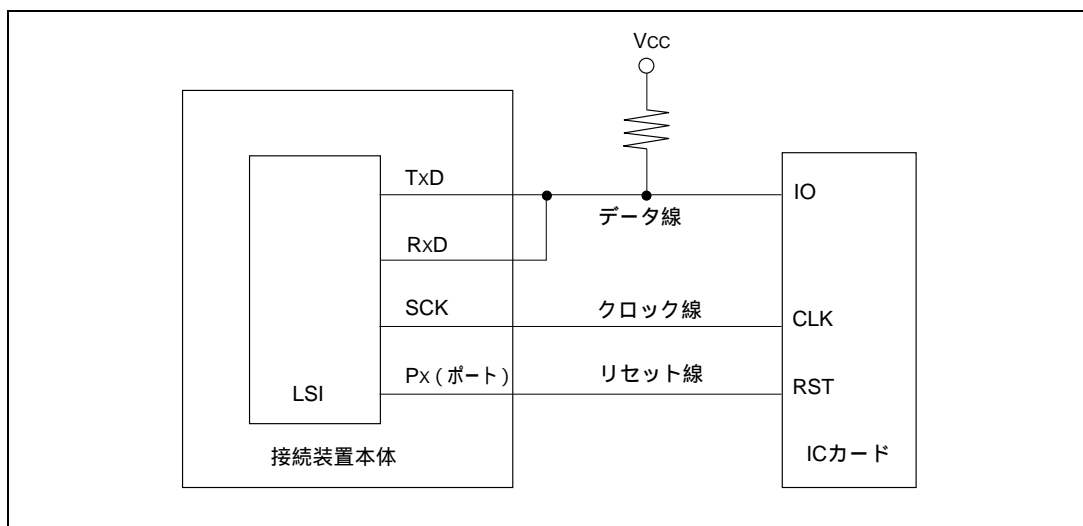 Vcc
TxD
IO
データ線
RxD
SCK
クロック線
CLK
Px（ポート）
リセット線
RST
LSI
接続装置本体
ICカード